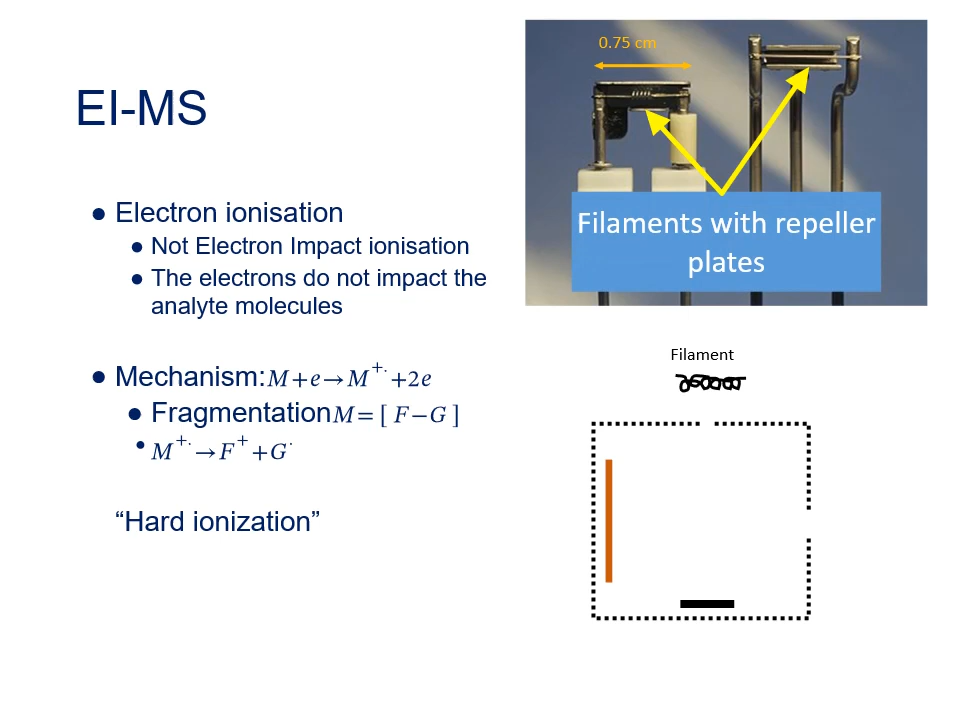 EI-MS
● Electron ionisation
● Not Electron Impact ionisation
● The electrons do not impact the
analyte molecules
● Mechanism: M + e → M⁺˙ + 2e
● Fragmentation M = [ F − G ]
• M⁺˙ → F⁺ + G˙
“Hard ionization”
0.75 cm
Filaments with repeller
plates
Filament